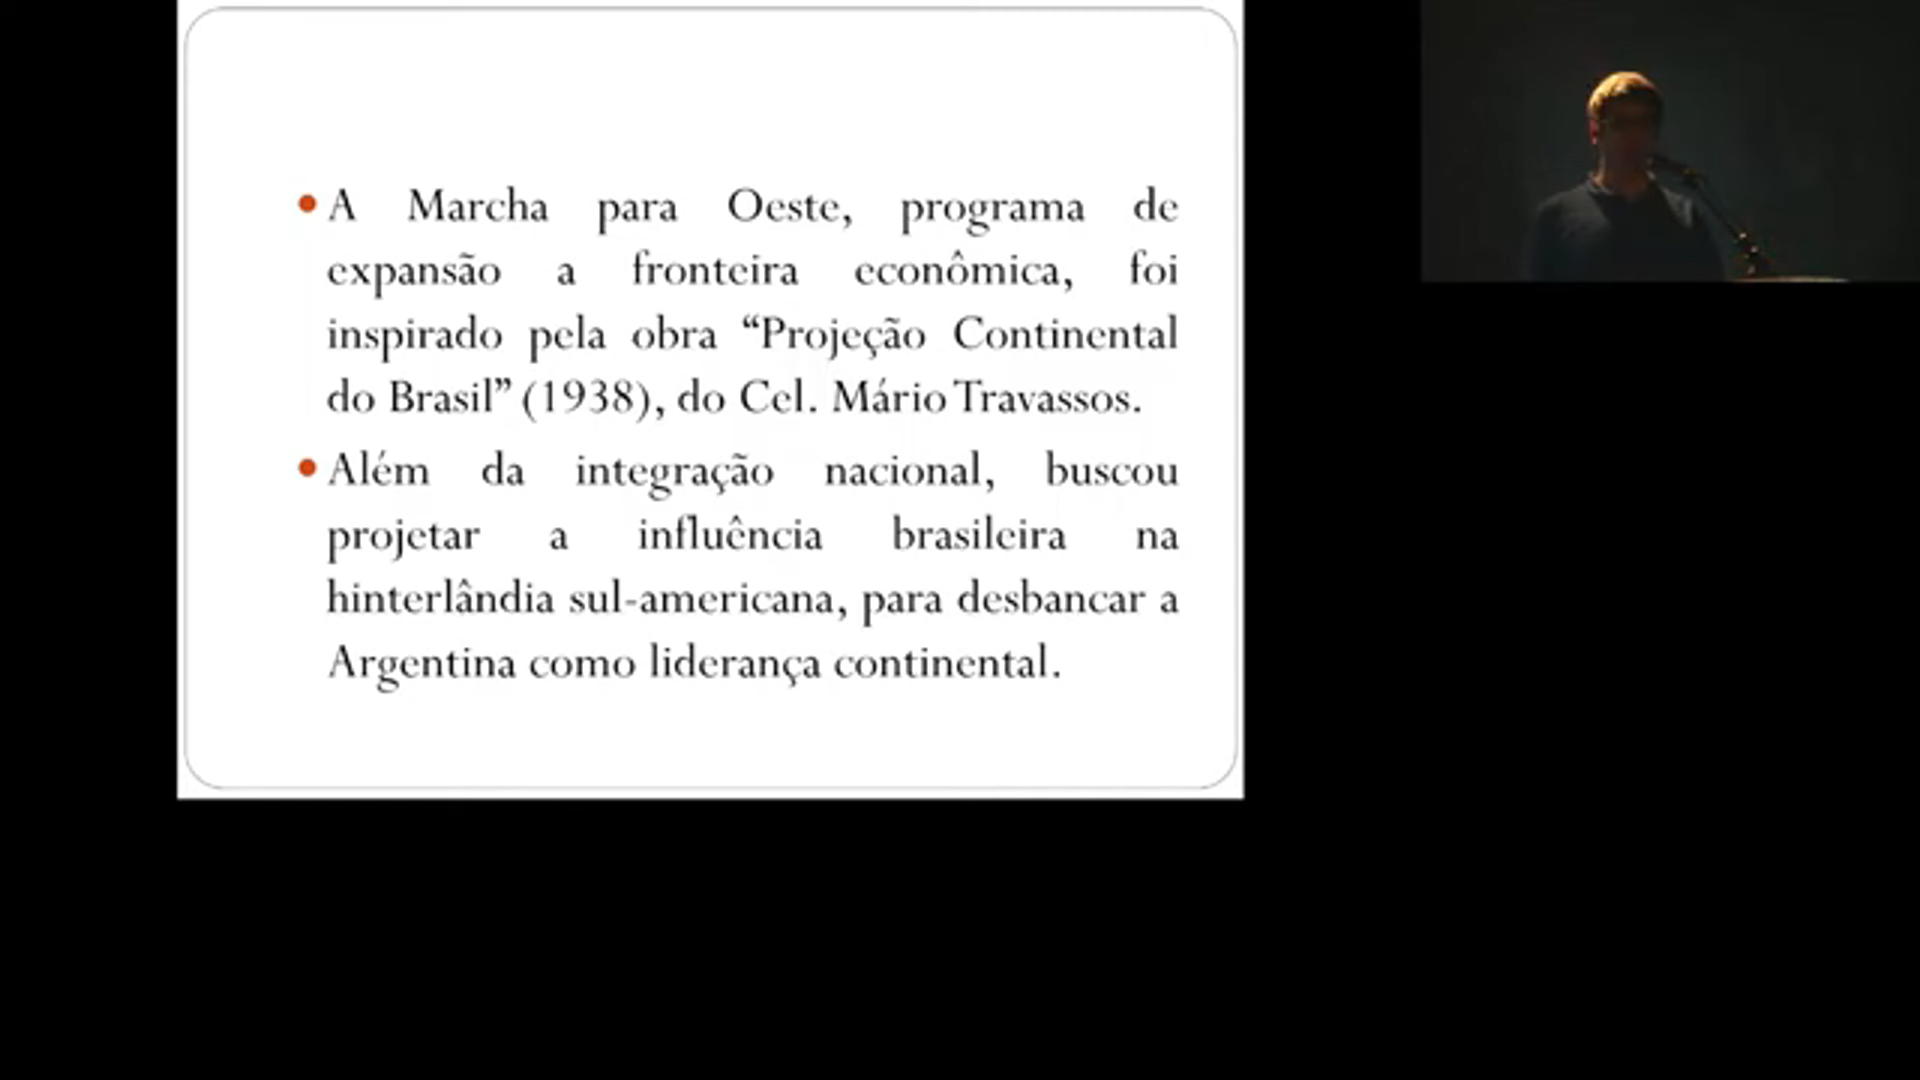 A Marcha para Oeste, programa de
expansão a fronteira econômica, foi
inspirado pela obra “Projeção Continental
do Brasil” (1938), do Cel. Mário Travassos.
Além da integração nacional, buscou
projetar a influência brasileira na
hinterlândia sul-americana, para desbancar a
Argentina como liderança continental.